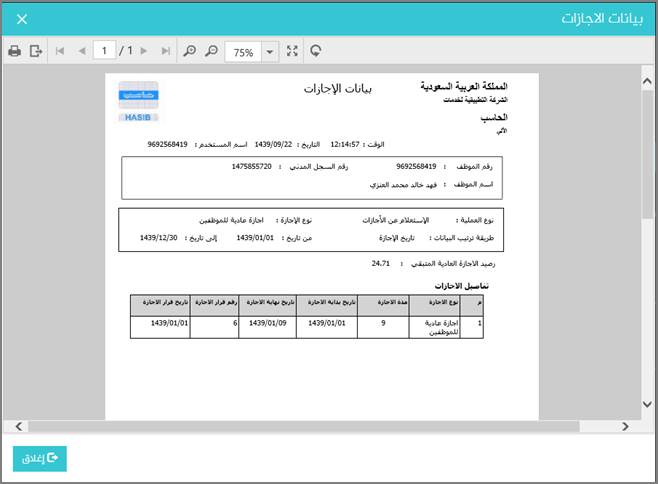 بيانات الاجازات
1 / 1
75%
المملكة العربية السعودية
بيانات الإجازات
الشركة التطبيقية لخدمات
الحاسب
HASIB
الآلي
الوقت : 12:14:57 التاريخ : 1439/09/22 اسم المستخدم : 9692568419
رقم الموظف : 9692568419 رقم السجل المدني : 1475855720
اسم الموظف : فهد خالد محمد العنزي
نوع العملية : الإستعلام عن الأجازات نوع الإجازة : اجازة عادية للموظفين
طريقة ترتيب البيانات : تاريخ الإجازة من تاريخ : 1439/01/01 إلى تاريخ : 1439/12/30
رصيد الاجازة العادية المتبقي : 24.71
تفاصيل الاجازات
م نوع الاجازة مدة الاجازة تاريخ بداية الاجازة تاريخ نهاية الاجازة رقم قرار الاجازة تاريخ قرار الاجازة
1 اجازة عادية للموظفين 9 1439/01/01 1439/01/09 6 1439/01/01
إغلاق